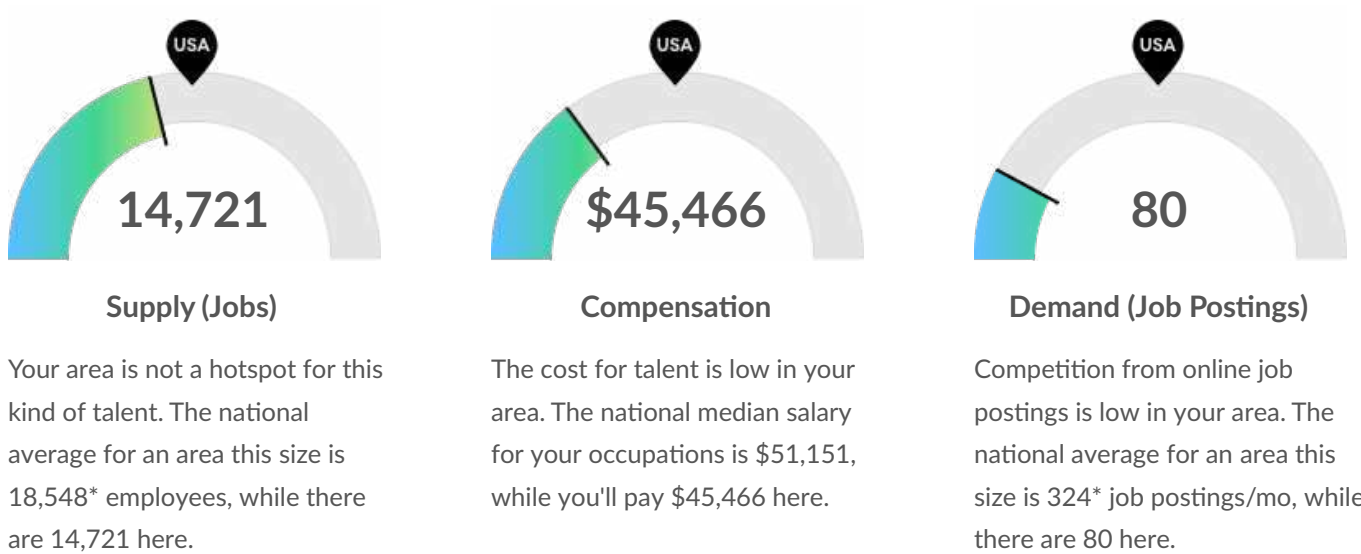 USA
14,721
Supply (Jobs)
Your area is not a hotspot for this
kind of talent. The national
average for an area this size is
18,548* employees, while there
are 14,721 here.
USA
$45,466
Compensation
The cost for talent is low in your
area. The national median salary
for your occupations is $51,151,
while you'll pay $45,466 here.
USA
80
Demand (Job Postings)
Competition from online job
postings is low in your area. The
national average for an area this
size is 324* job postings/mo, while
there are 80 here.